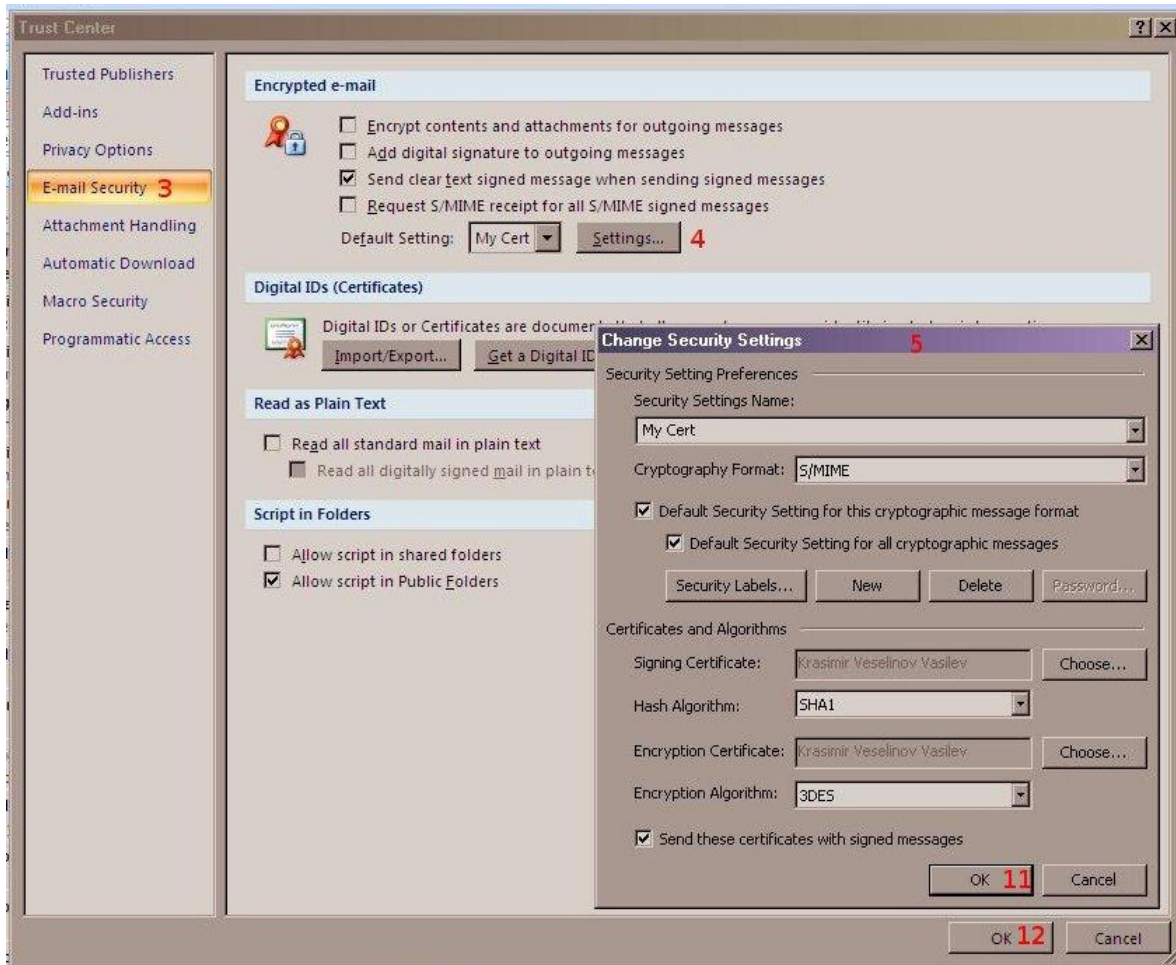 Trust Center
Trusted Publishers
Add-ins
Privacy Options
E-mail Security 3
Attachment Handling
Automatic Download
Macro Security
Programmatic Access
Encrypted e-mail
Encrypt contents and attachments for outgoing messages
Add digital signature to outgoing messages
Send clear text signed message when sending signed messages
Request S/MIME receipt for all S/MIME signed messages
Default Setting: My Cert Settings... 4
Digital IDs (Certificates)
Digital IDs or Certificates are
Import/Export... Get a Digital ID
Read as Plain Text
Read all standard mail in plain text
Read all digitally signed mail in plain
Script in Folders
Allow script in shared folders
Allow script in Public Folders
Change Security Settings 5
Security Setting Preferences
Security Settings Name:
My Cert
Cryptography Format: S/MIME
Default Security Setting for this cryptographic message format
Default Security Setting for all cryptographic messages
Security Labels... New Delete Password...
Certificates and Algorithms
Signing Certificate: Krasimir Veselinov Vasilev Choose...
Hash Algorithm: SHA1
Encryption Certificate: Krasimir Veselinov Vasilev Choose...
Encryption Algorithm: 3DES
Send these certificates with signed messages
OK 11 Cancel
OK 12 Cancel